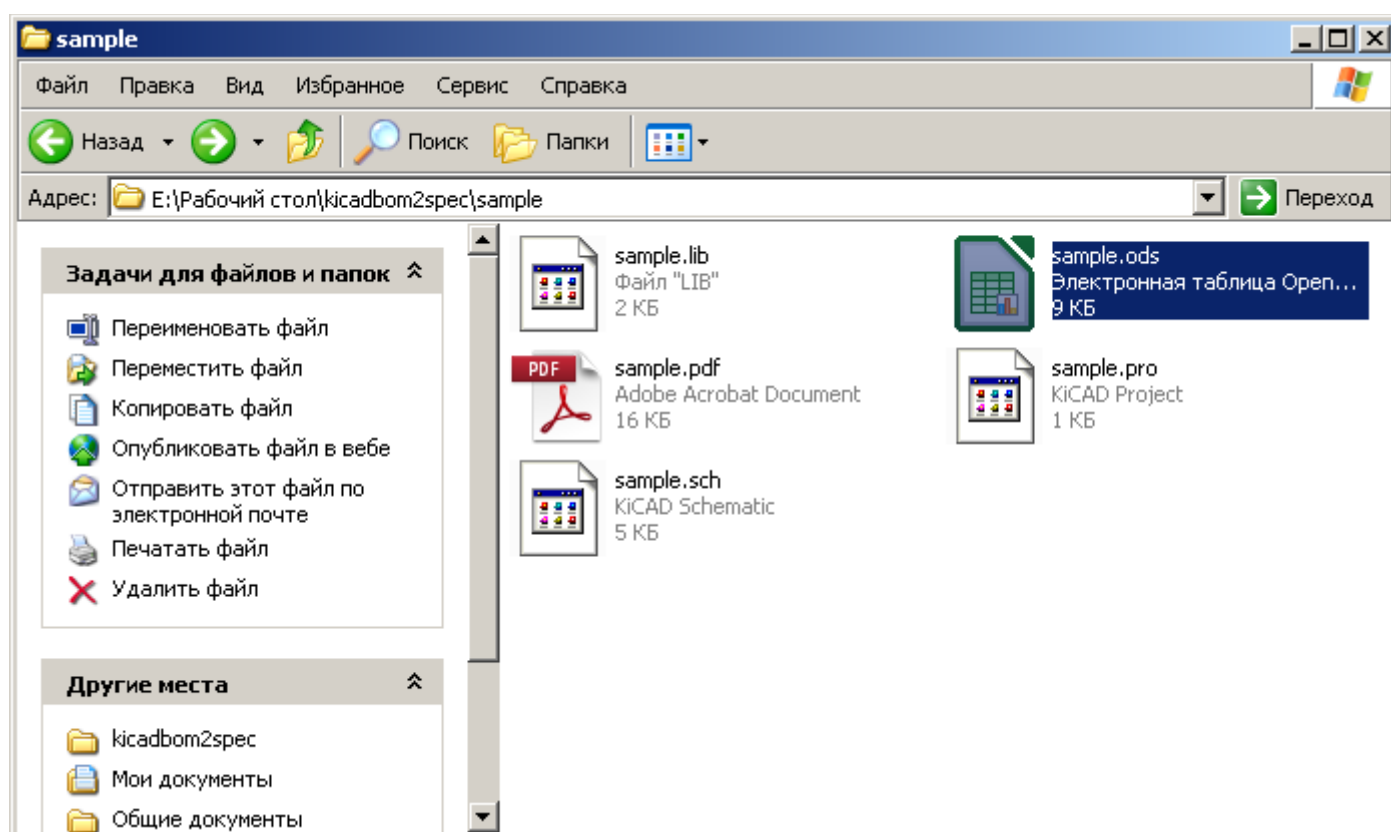 sample
Файл Правка Вид Избранное Сервис Справка
Назад Поиск Папки
Адрес: E:\Рабочий стол\kicadbom2spec\sample Переход
Задачи для файлов и папок
Переименовать файл
Переместить файл
Копировать файл
Опубликовать файл в вебе
Отправить этот файл по
электронной почте
Печатать файл
Удалить файл
Другие места
kicadbom2spec
Мои документы
Общие документы
sample.lib
Файл "LIB"
2 КБ
sample.ods
Электронная таблица Open...
9 КБ
PDF
sample.pdf
Adobe Acrobat Document
16 КБ
sample.pro
KiCAD Project
1 КБ
sample.sch
KiCAD Schematic
5 КБ